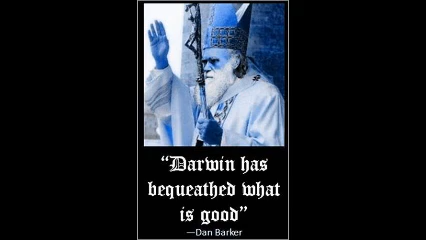 “Darwin has
bequeathed what
is good”
—Dan Barker